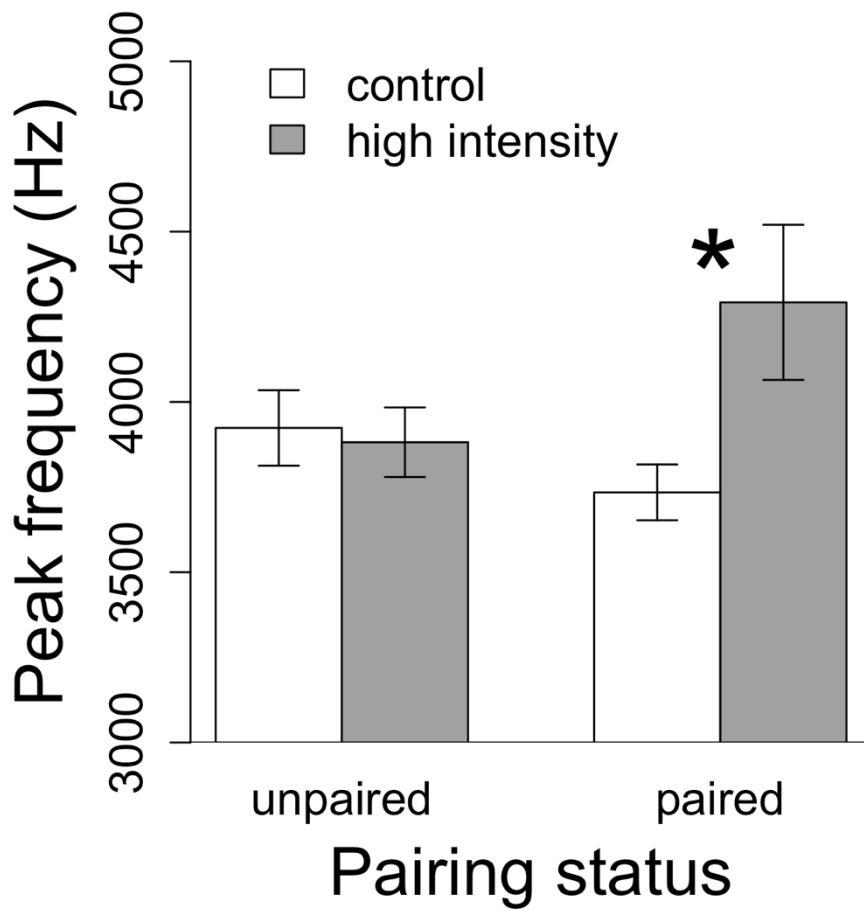 Peak frequency (Hz)
5000
4500
4000
3500
3000
control
high intensity
*
unpaired
paired
Pairing status